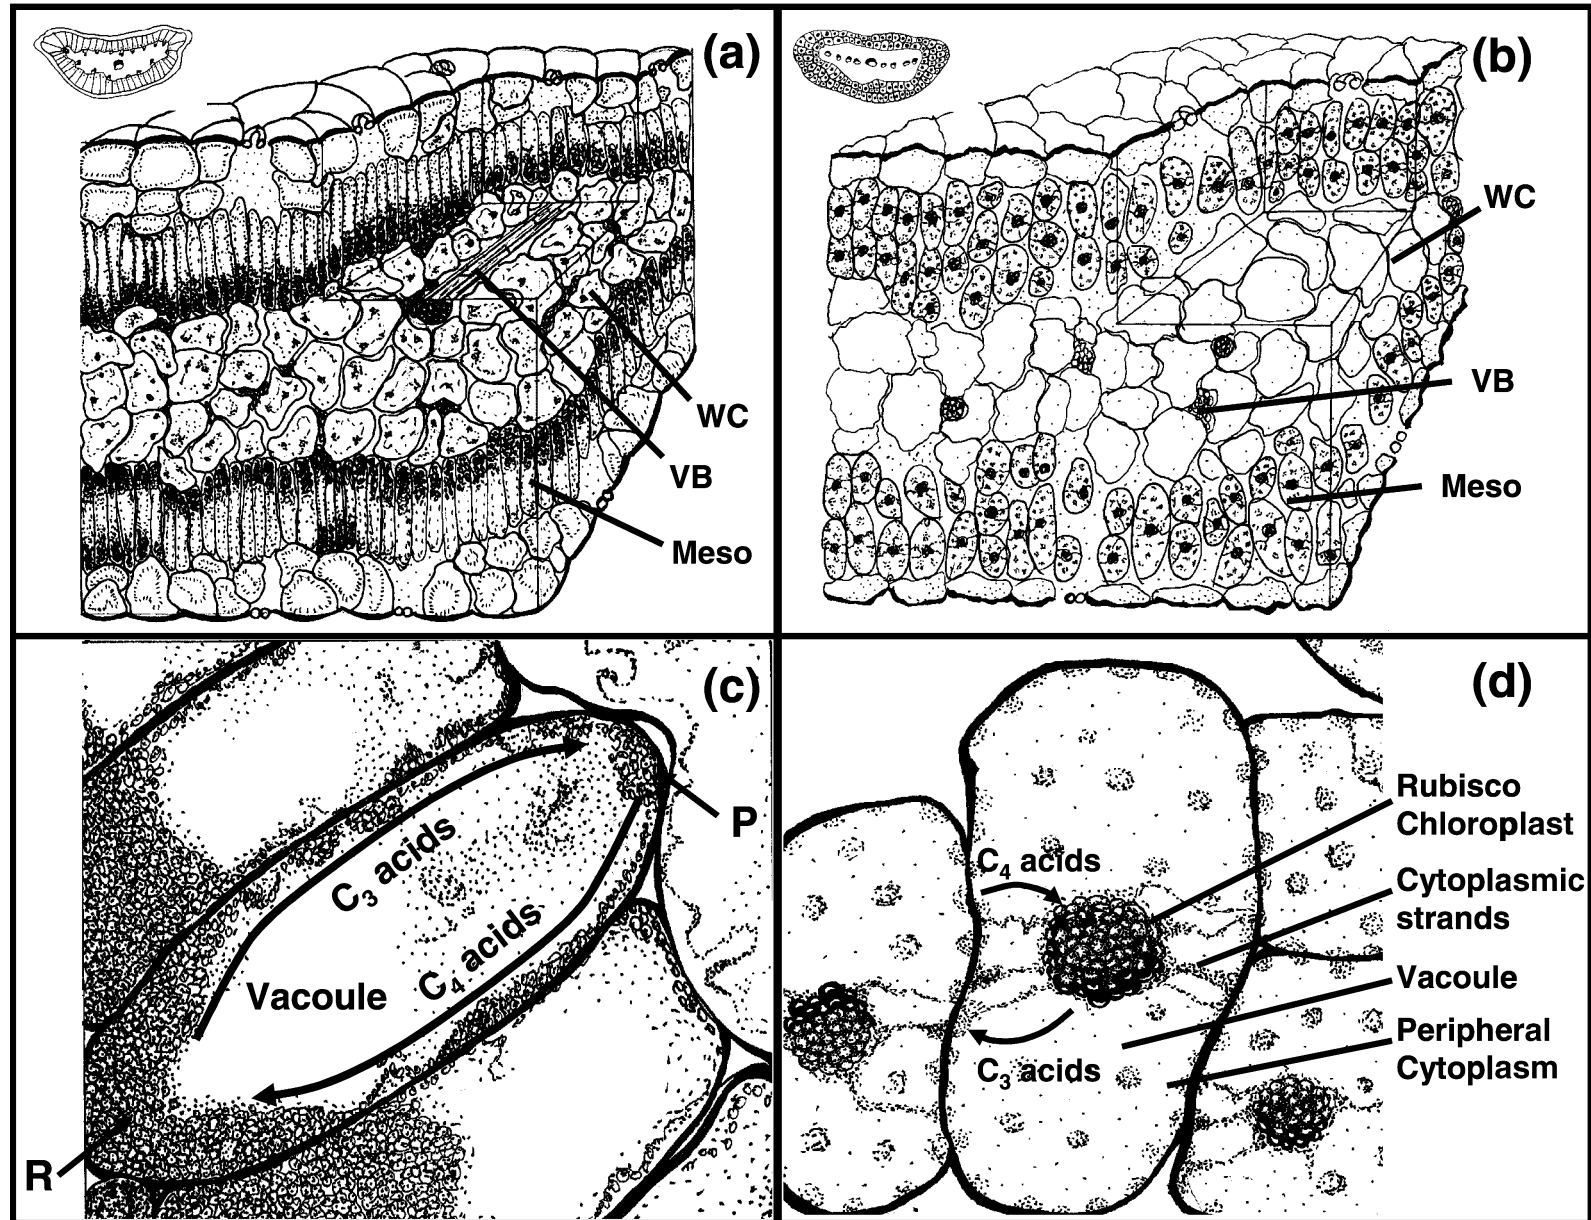 (a)
WC
VB
Meso
(b)
WC
VB
Meso
(c)
C3 acids
C4 acids
Vacoule
P
R
(d)
C4 acids
C3 acids
Rubisco
Chloroplast
Cytoplasmic
strands
Vacoule
Peripheral
Cytoplasm